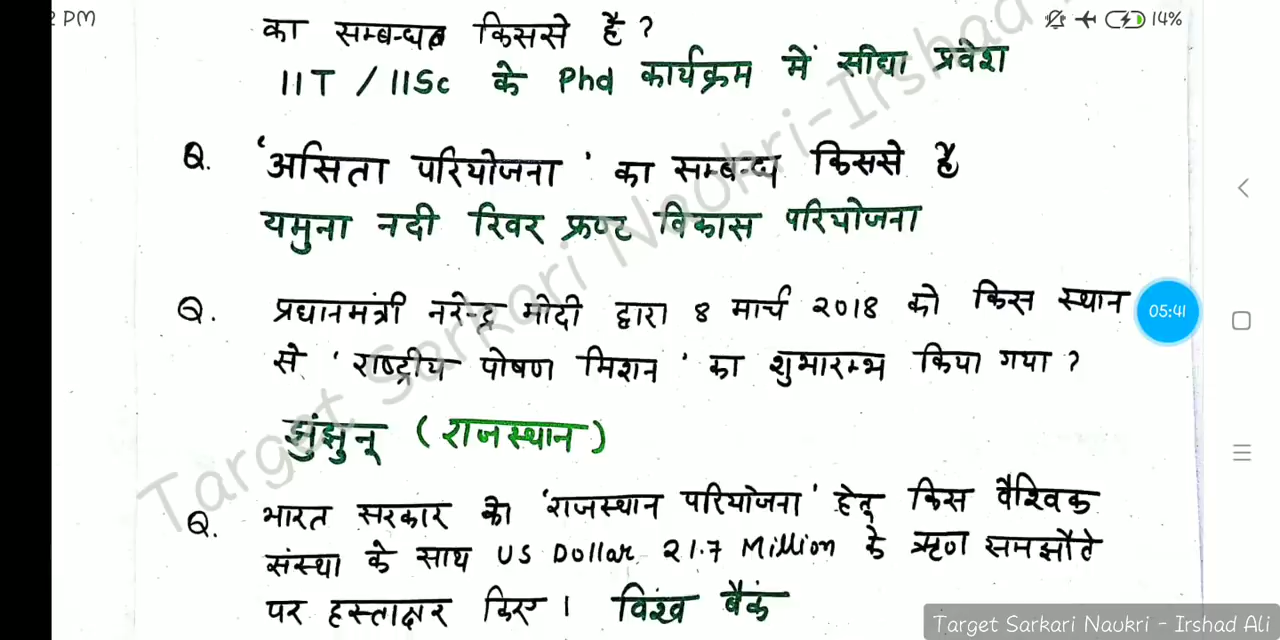 2 PM 14%
का सम्बन्ध किससे है ?
IIT / IISc के Phd कार्यक्रम में सीधा प्रवेश
Q. 'असिता परियोजना' का सम्बन्ध किससे है
यमुना नदी रिवर फ्रण्ट विकास परियोजना
Q. प्रधानमंत्री नरेन्द्र मोदी द्वारा 8 मार्च 2018 को किस स्थान
से 'राष्ट्रीय पोषण मिशन' का शुभारम्भ किया गया ?
05:41
झुंझुनू (राजस्थान)
Q. भारत सरकार को 'राजस्थान परियोजना' हेतु किस वैश्विक
संस्था के साथ US Dollar 21.7 Million के ऋण समझौते
पर हस्ताक्षर किए । विश्व बैंक
Target Sarkari Naukri-Irshad
Target Sarkari Naukri - Irshad Ali